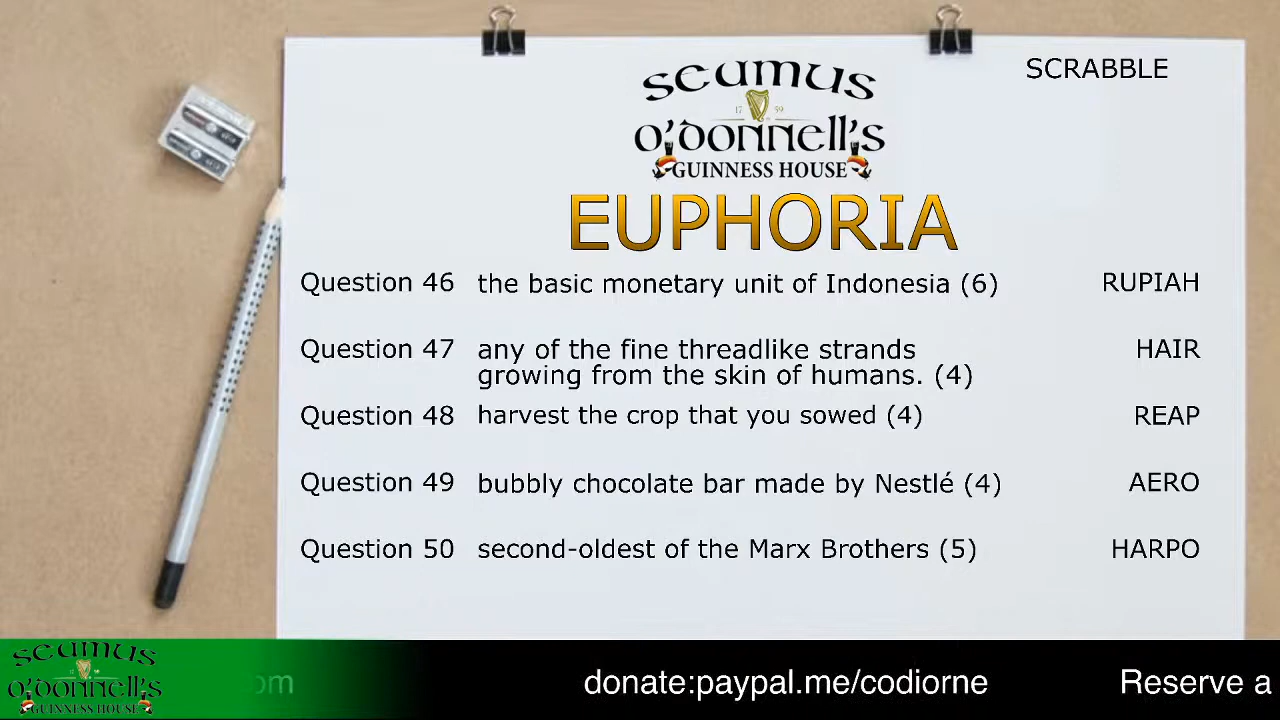 SCRABBLE
SEAMUS
17 59
O'DONNELL'S
GUINNESS HOUSE
EUPHORIA
Question 46 the basic monetary unit of Indonesia (6) RUPIAH
Question 47 any of the fine threadlike strands HAIR
growing from the skin of humans. (4)
Question 48 harvest the crop that you sowed (4) REAP
Question 49 bubbly chocolate bar made by Nestlé (4) AERO
Question 50 second-oldest of the Marx Brothers (5) HARPO
SEAMUS
O'DONNELL'S
GUINNESS HOUSE
om donate:paypal.me/codiorne Reserve a